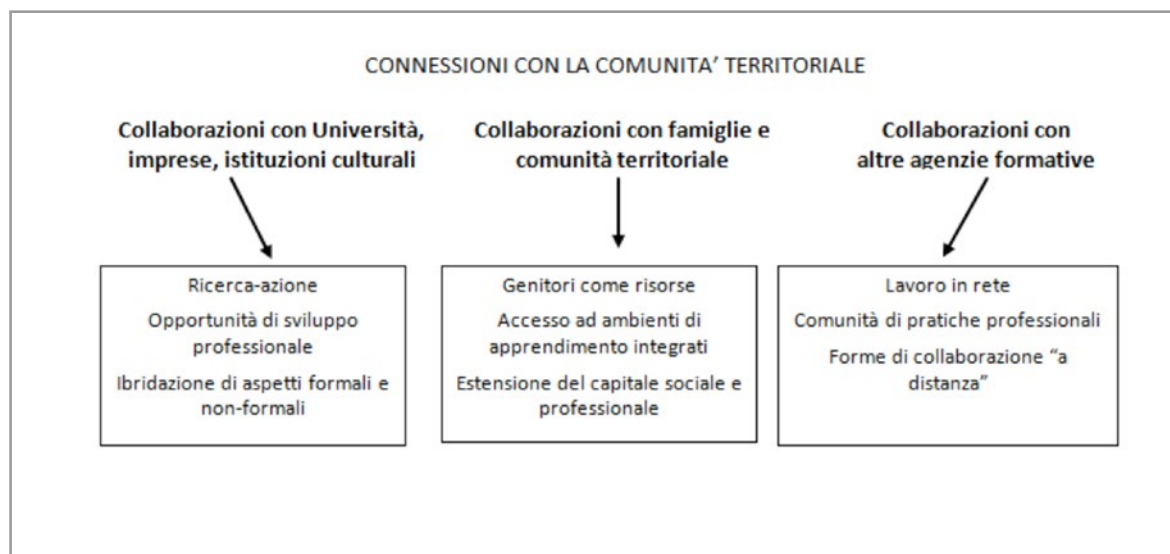 CONNESSIONI CON LA COMUNITA’ TERRITORIALE
Collaborazioni con Università,
imprese, istituzioni culturali
Collaborazioni con famiglie e
comunità territoriale
Collaborazioni con
altre agenzie formative
Ricerca-azione
Opportunità di sviluppo
professionale
Ibridazione di aspetti formali e
non-formali
Genitori come risorse
Accesso ad ambienti di
apprendimento integrati
Estensione del capitale sociale e
professionale
Lavoro in rete
Comunità di pratiche professionali
Forme di collaborazione “a
distanza”